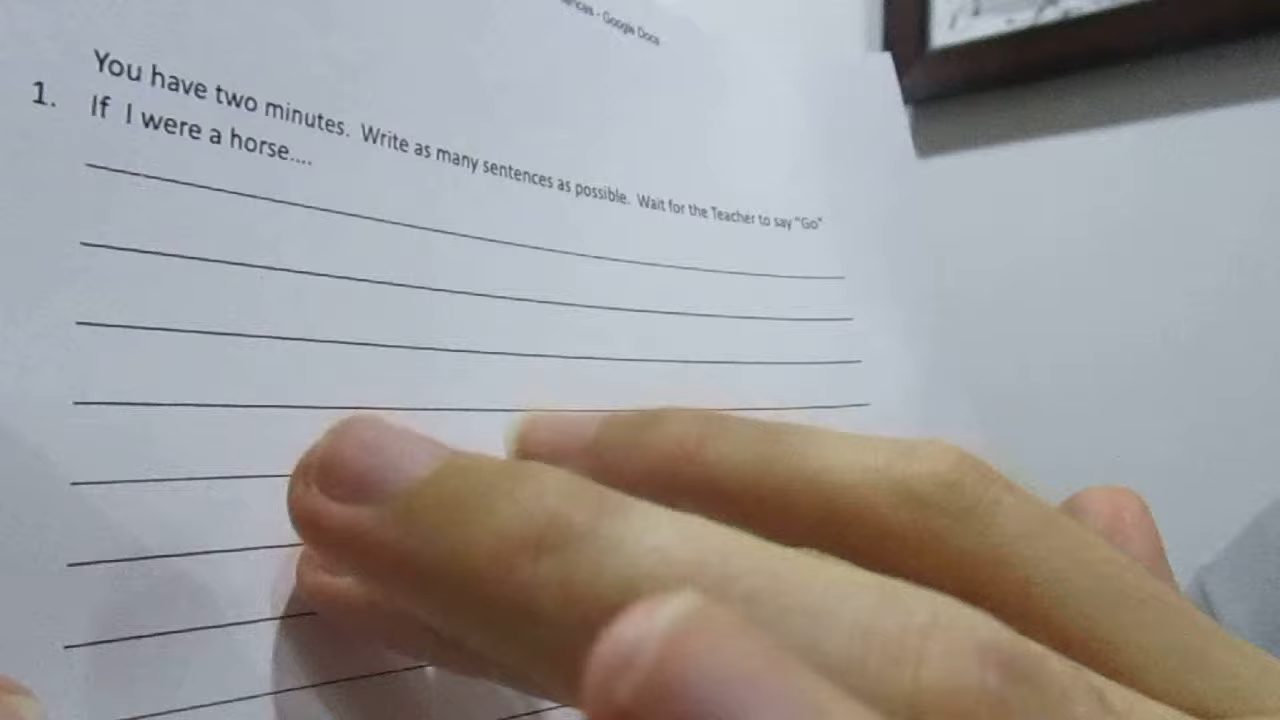 - Google Docs
You have two minutes. Write as many sentences as possible. Wait for the Teacher to say "Go"
1. If I were a horse....